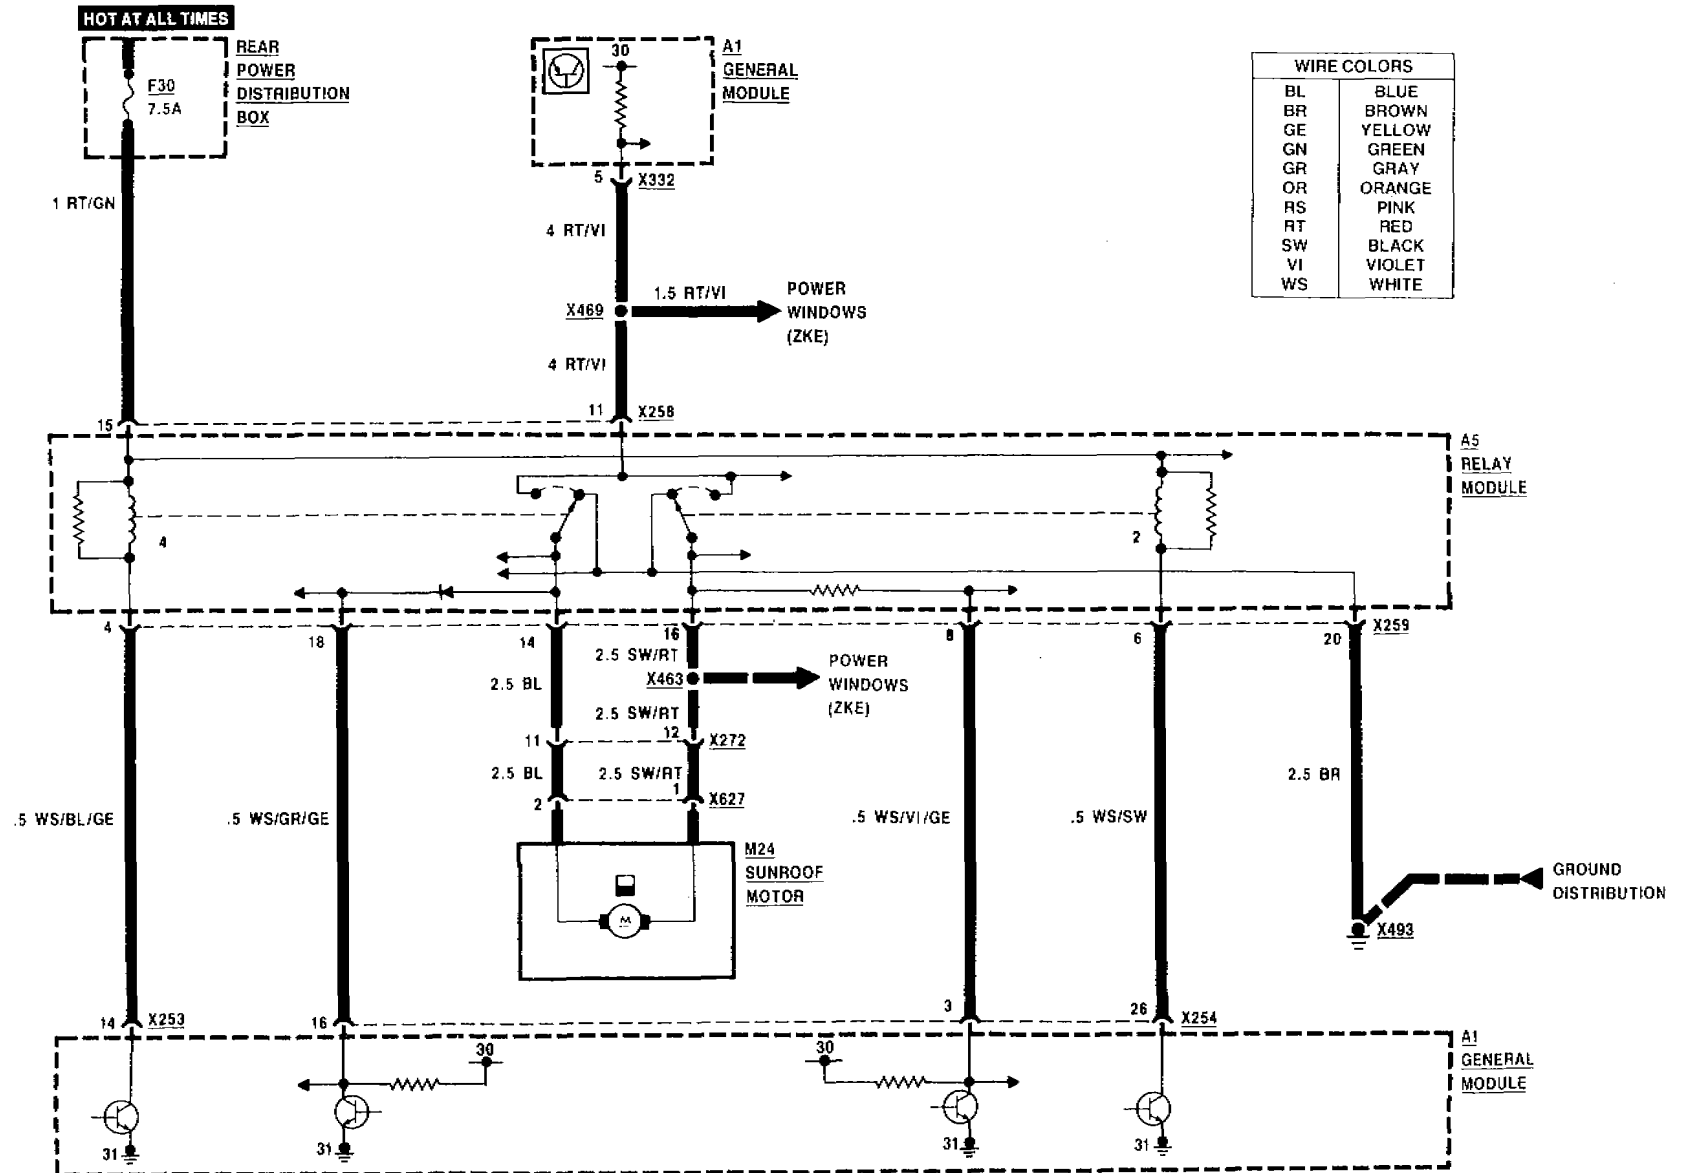 HOT AT ALL TIMES
REAR
POWER
DISTRIBUTION
BOX
F30
7.5A
30
A1
GENERAL
MODULE
WIRE COLORS
BL BLUE
BR BROWN
GE YELLOW
GN GREEN
GR GRAY
OR ORANGE
RS PINK
RT RED
SW BLACK
VI VIOLET
WS WHITE
5 X332
1 RT/GN
4 RT/VI
X469
1.5 RT/VI
POWER
WINDOWS
(ZKE)
4 RT/VI
15
11 X258
A5
RELAY
MODULE
4
2
4
18
14
16
8
6
20
X259
2.5 SW/RT
X463
POWER
WINDOWS
(ZKE)
2.5 BL
2.5 SW/RT
11
12
X272
2.5 BL
2.5 SW/RT
2
1
X627
2.5 BR
.5 WS/BL/GE
.5 WS/GR/GE
.5 WS/VI/GE
.5 WS/SW
M24
SUNROOF
MOTOR
M
GROUND
DISTRIBUTION
X493
14 X253
16
3
26
X254
A1
GENERAL
MODULE
30
30
31
31
31
31